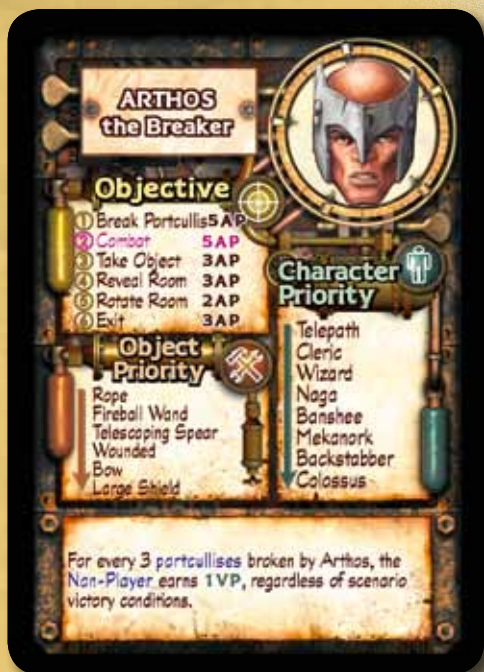 ARTHOS
the Breaker
Objective
① Break Portcullis 5AP
② Combat 5AP
③ Take Object 3AP
④ Reveal Room 3AP
⑤ Rotate Room 2AP
⑥ Exit 3AP
Object
Priority
Rope
Fireball Wand
Telescoping Spear
Wounded
Bow
Large Shield
Character
Priority
Telepath
Cleric
Wizard
Naga
Banshee
Mekanork
Backstabber
Colossus
For every 3 portcullises broken by Arthos, the
Non-Player earns 1VP, regardless of scenario
victory conditions.